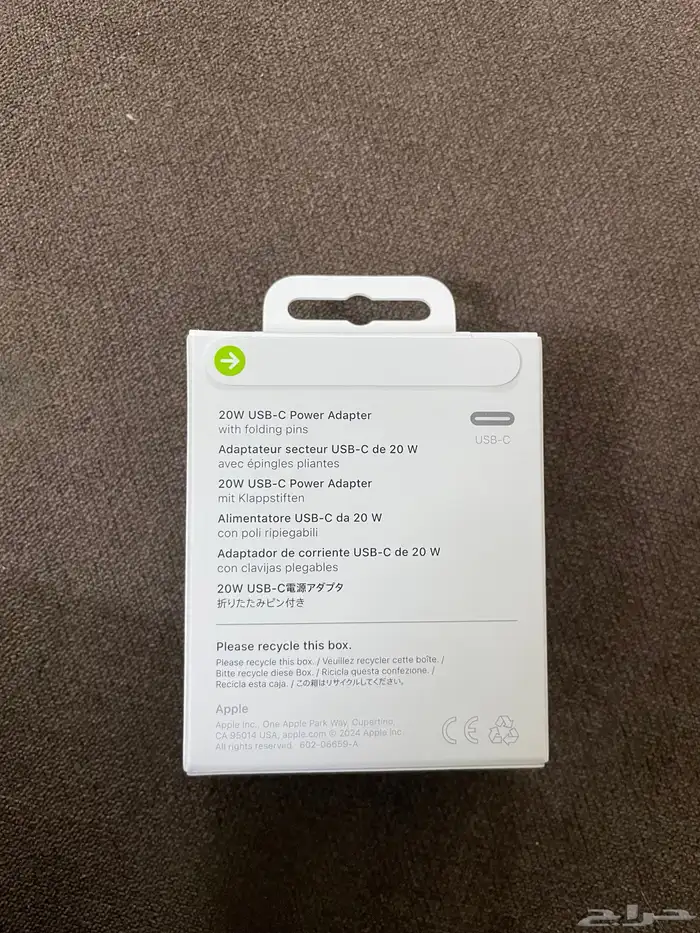 20W USB-C Power Adapter
with folding pins
USB-C
Adaptateur secteur USB-C de 20 W
avec épingles pliantes
20W USB-C Power Adapter
mit Klappstiften
Alimentatore USB-C da 20 W
con poli ripiegabili
Adaptador de corriente USB-C de 20 W
con clavijas plegables
20W USB-C電源アダプタ
折りたたみピン付き
Please recycle this box.
Please recycle this box. / Veuillez recycler cette boîte. /
Bitte recycle diese Box. / Ricicla questa confezione. /
Recicla esta caja. / この箱はリサイクルしてください。
Apple
Apple Inc., One Apple Park Way, Cupertino,
CA 95014 USA, apple.com © 2024 Apple Inc.
All rights reserved. 602-06659-A
CE
حراج